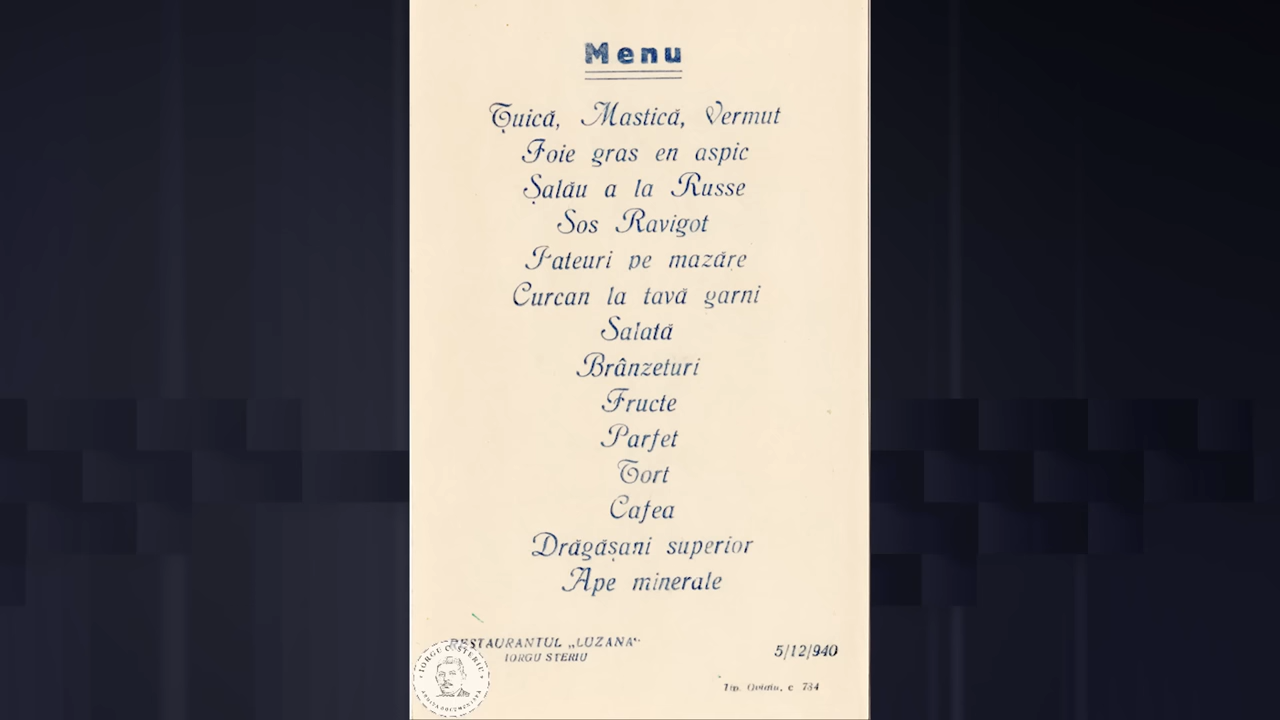 Menu
Țuică, Mastică, Vermut
Foie gras en aspic
Șalău a la Russe
Sos Ravigot
Pateuri pe mazăre
Curcan la tavă garni
Salată
Brânzeturi
Fructe
Parfet
Tort
Cafea
Drăgășani superior
Ape minerale
RESTAURANTUL „LUZANA“
IORGU STERIU
5/12/940
Tip. Ovidiu, c. 734
IORGU C. STERIU